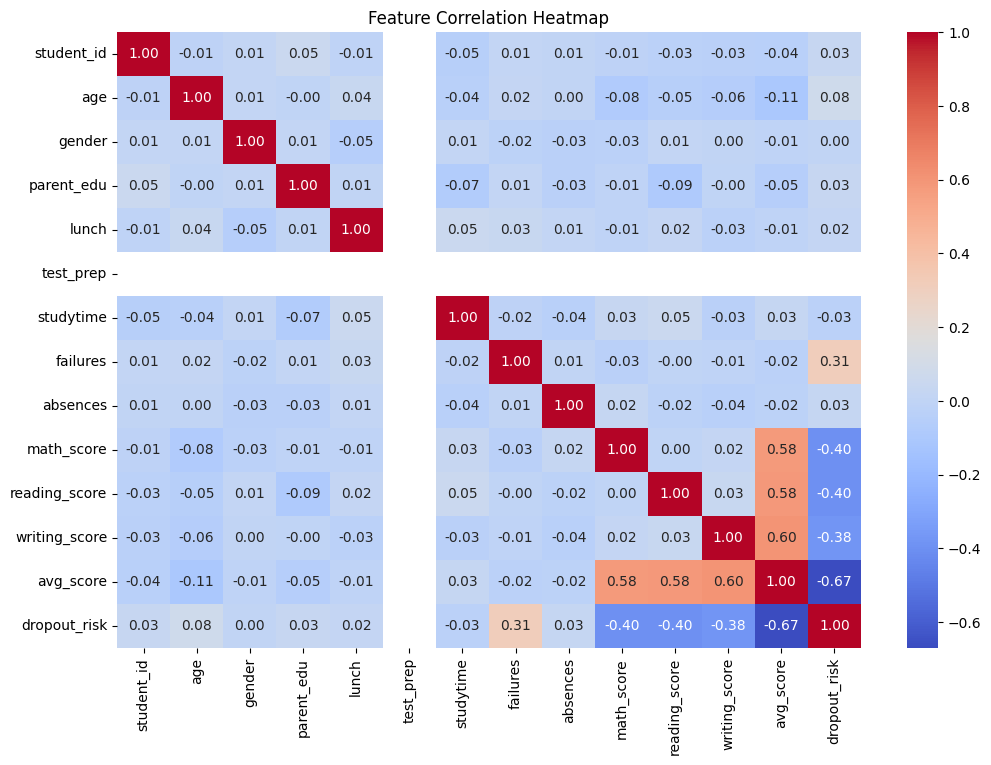 Feature Correlation Heatmap
student_id 1.00 -0.01 0.01 0.05 -0.01 -0.05 0.01 0.01 -0.01 -0.03 -0.03 -0.04 0.03
age -0.01 1.00 0.01 -0.00 0.04 -0.04 0.02 0.00 -0.08 -0.05 -0.06 -0.11 0.08
gender 0.01 0.01 1.00 0.01 -0.05 0.01 -0.02 -0.03 -0.03 0.01 0.00 -0.01 0.00
parent_edu 0.05 -0.00 0.01 1.00 0.01 -0.07 0.01 -0.03 -0.01 -0.09 -0.00 -0.05 0.03
lunch -0.01 0.04 -0.05 0.01 1.00 0.05 0.03 0.01 -0.01 0.02 -0.03 -0.01 0.02
test_prep
studytime -0.05 -0.04 0.01 -0.07 0.05 1.00 -0.02 -0.04 0.03 0.05 -0.03 0.03 -0.03
failures 0.01 0.02 -0.02 0.01 0.03 -0.02 1.00 0.01 -0.03 -0.00 -0.01 -0.02 0.31
absences 0.01 0.00 -0.03 -0.03 0.01 -0.04 0.01 1.00 0.02 -0.02 -0.04 -0.02 0.03
math_score -0.01 -0.08 -0.03 -0.01 -0.01 0.03 -0.03 0.02 1.00 0.00 0.02 0.58 -0.40
reading_score -0.03 -0.05 0.01 -0.09 0.02 0.05 -0.00 -0.02 0.00 1.00 0.03 0.58 -0.40
writing_score -0.03 -0.06 0.00 -0.00 -0.03 -0.03 -0.01 -0.04 0.02 0.03 1.00 0.60 -0.38
avg_score -0.04 -0.11 -0.01 -0.05 -0.01 0.03 -0.02 -0.02 0.58 0.58 0.60 1.00 -0.67
dropout_risk 0.03 0.08 0.00 0.03 0.02 -0.03 0.31 0.03 -0.40 -0.40 -0.38 -0.67 1.00
student_id age gender parent_edu lunch test_prep studytime failures absences math_score reading_score writing_score avg_score dropout_risk
1.0
0.8
0.6
0.4
0.2
0.0
−0.2
−0.4
−0.6